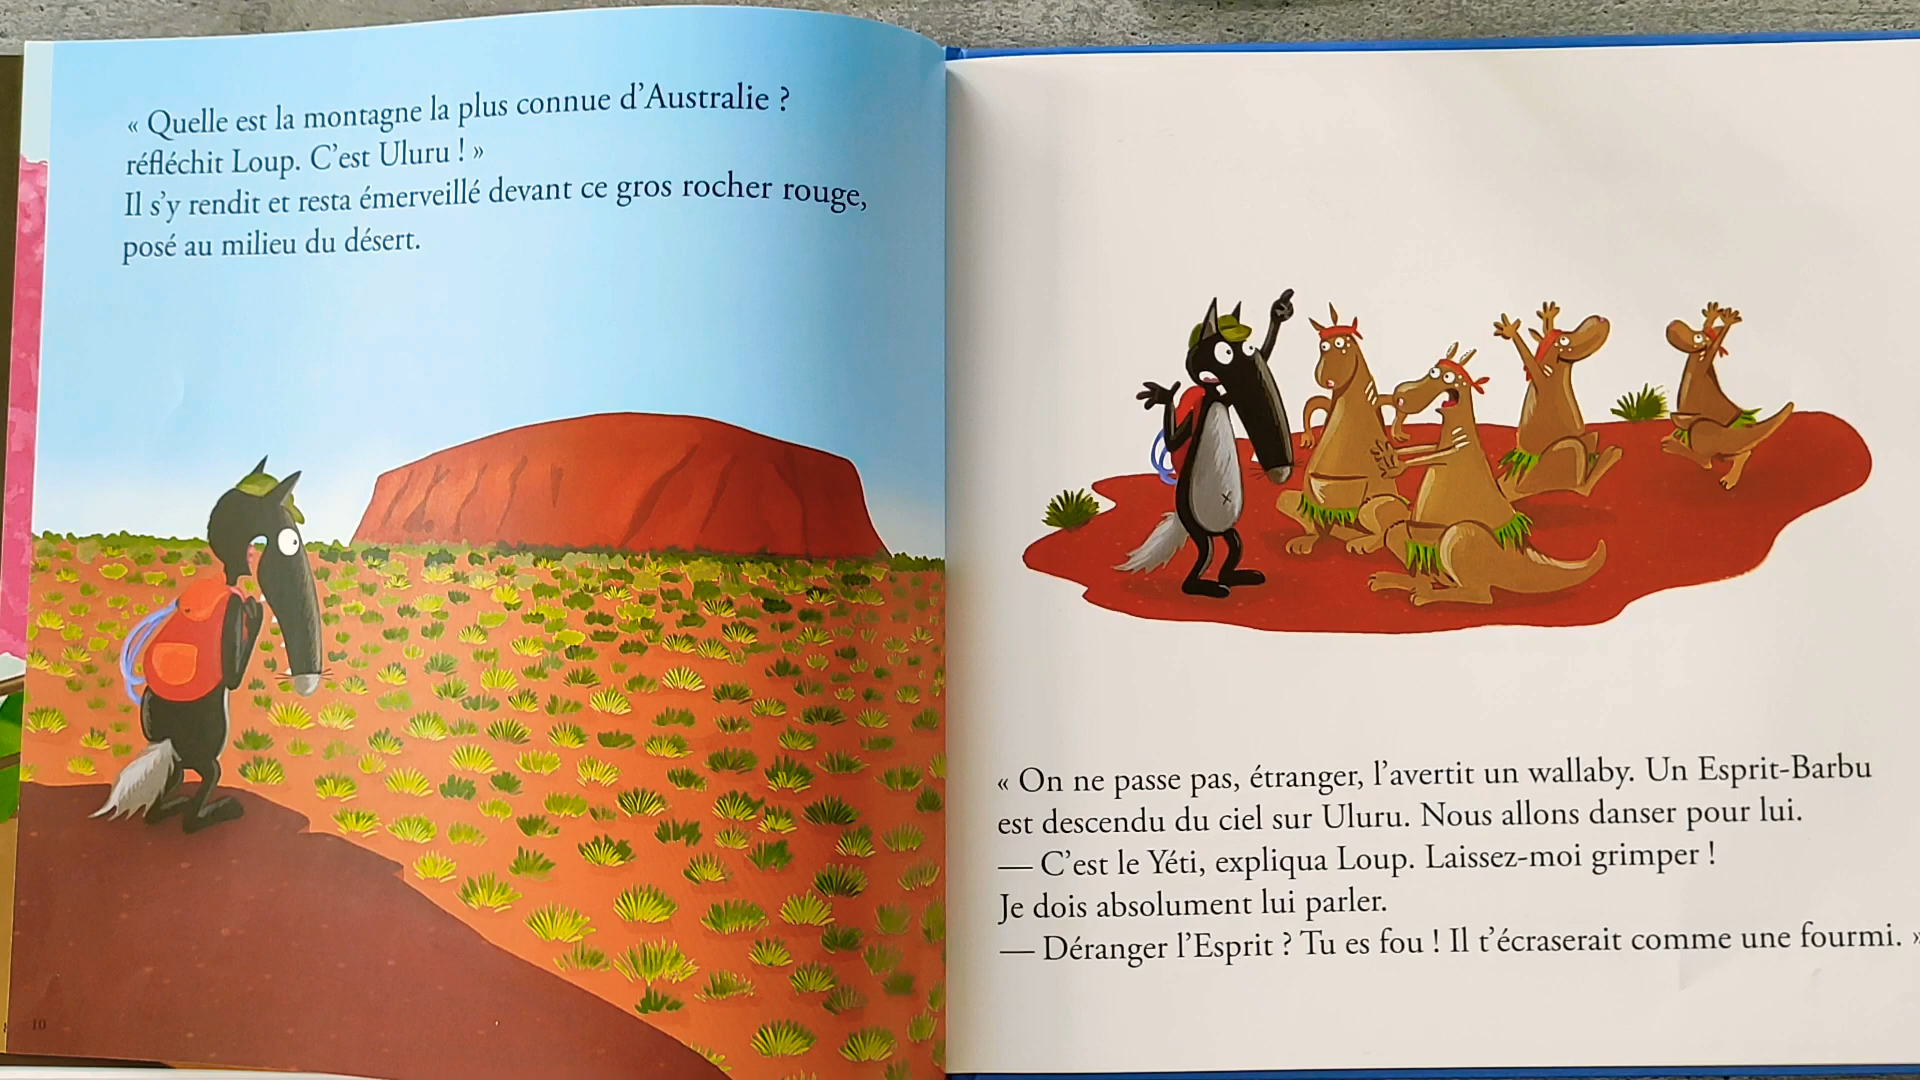 « Quelle est la montagne la plus connue d’Australie ?
réfléchit Loup. C’est Uluru ! »
Il s’y rendit et resta émerveillé devant ce gros rocher rouge,
posé au milieu du désert.
10
« On ne passe pas, étranger, l’avertit un wallaby. Un Esprit-Barbu
est descendu du ciel sur Uluru. Nous allons danser pour lui.
— C’est le Yéti, expliqua Loup. Laissez-moi grimper !
Je dois absolument lui parler.
— Déranger l’Esprit ? Tu es fou ! Il t’écraserait comme une fourmi. »